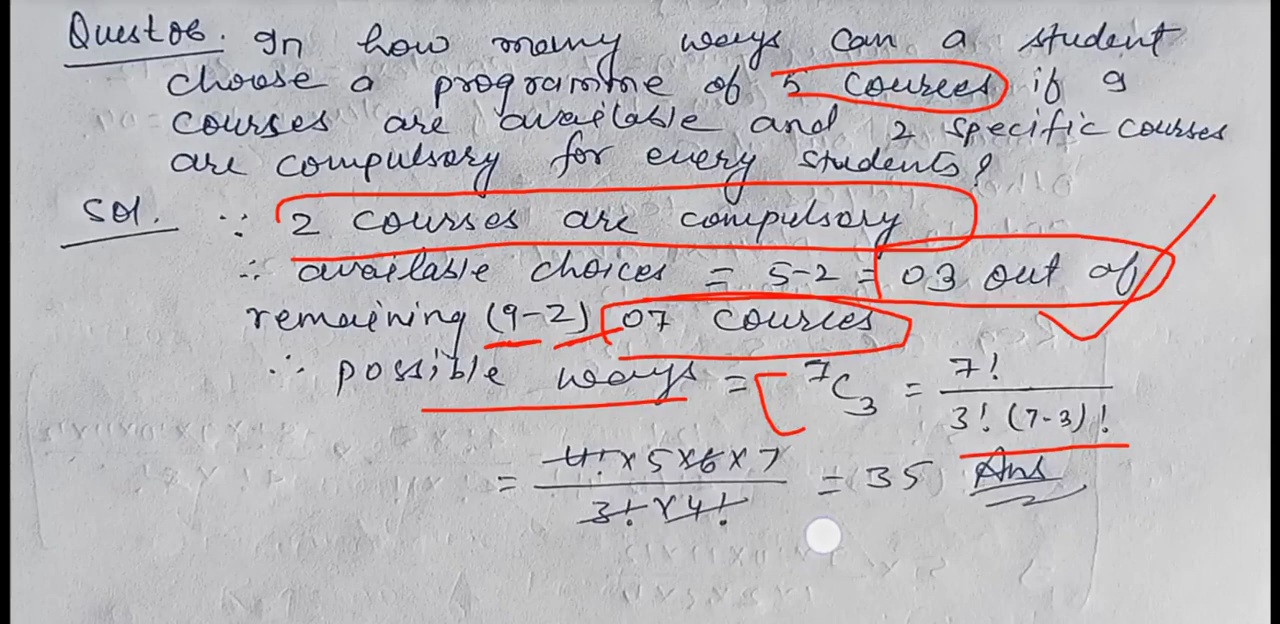 Questo6. In how many ways can a student
choose a programme of 5 courses if 9
courses are available and 2 specific courses
are compulsory for every students?
Sol. ∵ 2 courses are compulsory
∴ available choices = 5-2 = 03 out of
remaining (9-2) 07 courses
∴ possible ways = ⁷C₃ = 7! / 3! (7-3)!
= 4!×5×6×7 / 3!×4! = 35 Ans